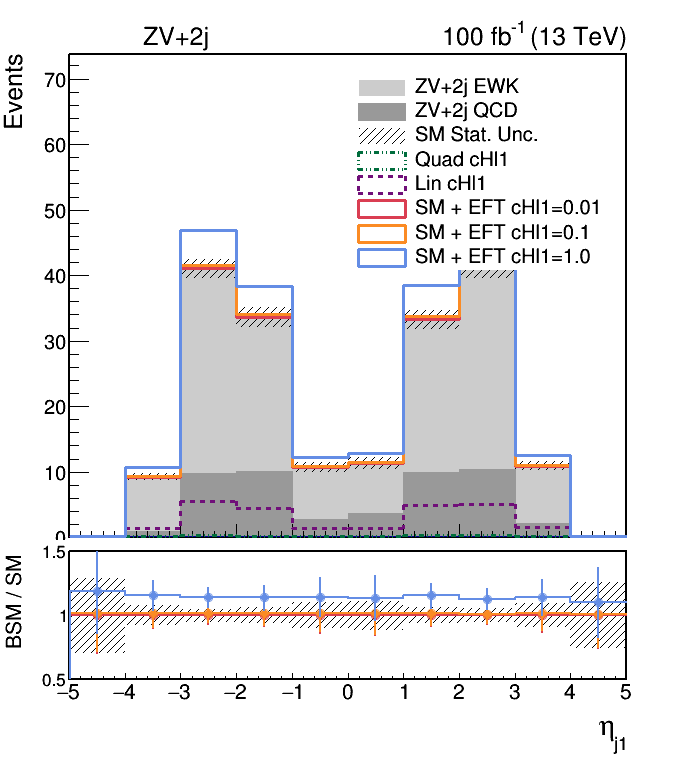 ZV+2j 100 fb⁻¹ (13 TeV)
Events
70
60
50
40
30
20
10
0
ZV+2j EWK
ZV+2j QCD
SM Stat. Unc.
Quad cHl1
Lin cHl1
SM + EFT cHl1=0.01
SM + EFT cHl1=0.1
SM + EFT cHl1=1.0
BSM / SM
1.5
1
0.5
−5 −4 −3 −2 −1 0 1 2 3 4 5
η_j1